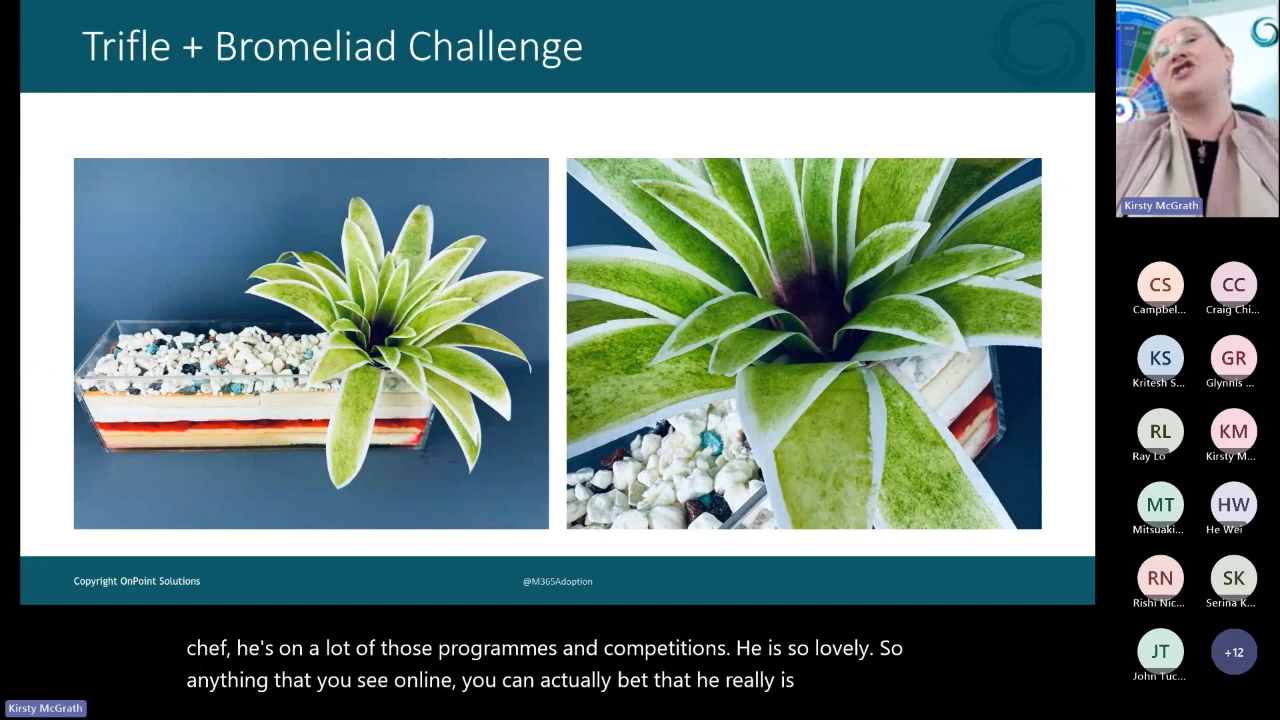 Trifle + Bromeliad Challenge
Kirsty McGrath
CS
CC
Campbel...
Craig Chi...
KS
GR
Kritesh S...
Glynnis ...
RL
KM
Ray Lo
Kirsty M...
MT
HW
Mitsuaki...
He Wei
RN
SK
Rishi Nic...
Serina K...
JT
+12
John Tuc...
Copyright OnPoint Solutions
@M365Adoption
chef, he's on a lot of those programmes and competitions. He is so lovely. So
anything that you see online, you can actually bet that he really is
Kirsty McGrath